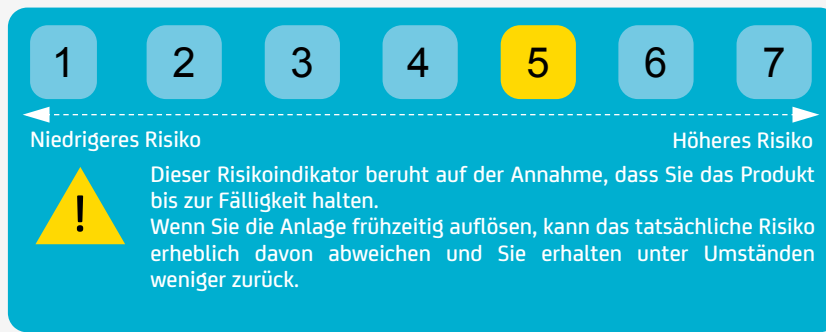 1 2 3 4 5 6 7
Niedrigeres Risiko Höheres Risiko
!
Dieser Risikoindikator beruht auf der Annahme, dass Sie das Produkt
bis zur Fälligkeit halten.
Wenn Sie die Anlage frühzeitig auflösen, kann das tatsächliche Risiko
erheblich davon abweichen und Sie erhalten unter Umständen
weniger zurück.